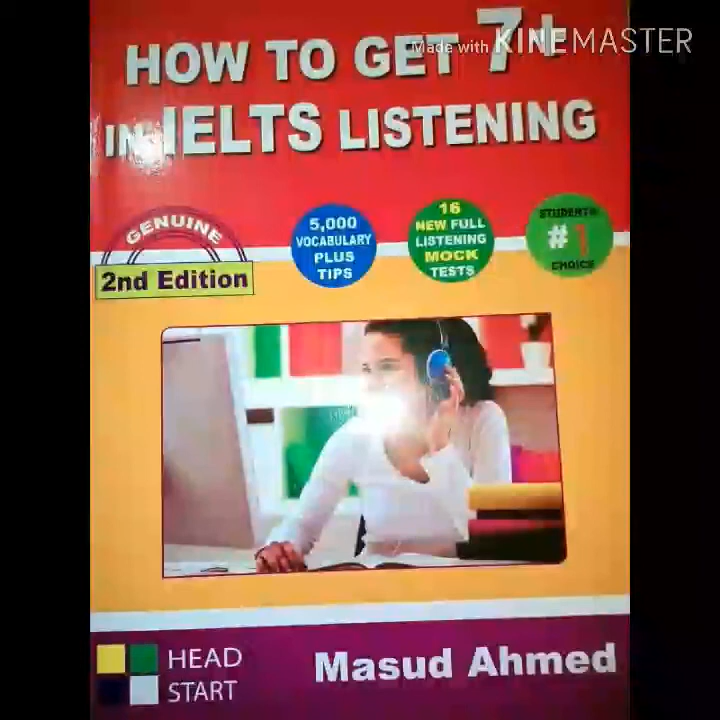 Made with KINEMASTER
HOW TO GET 7+
IN IELTS LISTENING
GENUINE
2nd Edition
5,000
VOCABULARY
PLUS
TIPS
16
NEW FULL
LISTENING
MOCK
TESTS
STUDENTS'
# 1
CHOICE
HEAD
START
Masud Ahmed